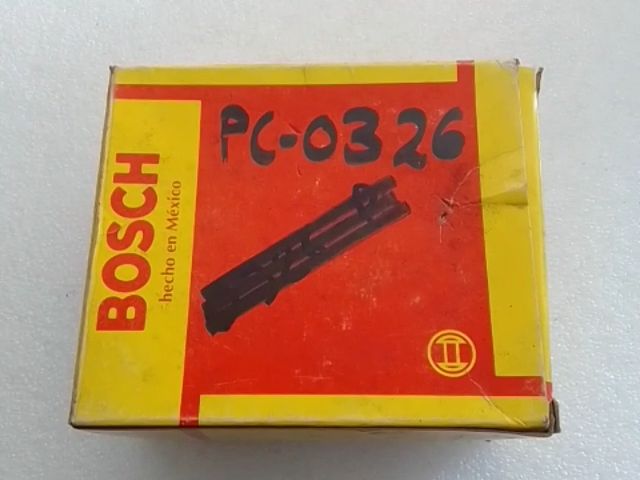 PC-0326
BOSCH
hecho en México